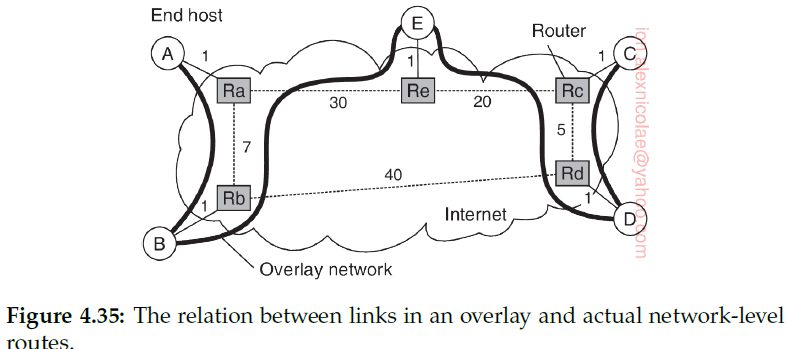 End host
E
Router
A
1
1
1
C
Ra
Re
Rc
30
20
7
5
40
Rb
Rd
1
1
Internet
B
D
Overlay network
ion.alexnicolae@yahoo.com
Figure 4.35: The relation between links in an overlay and actual network-level
routes.